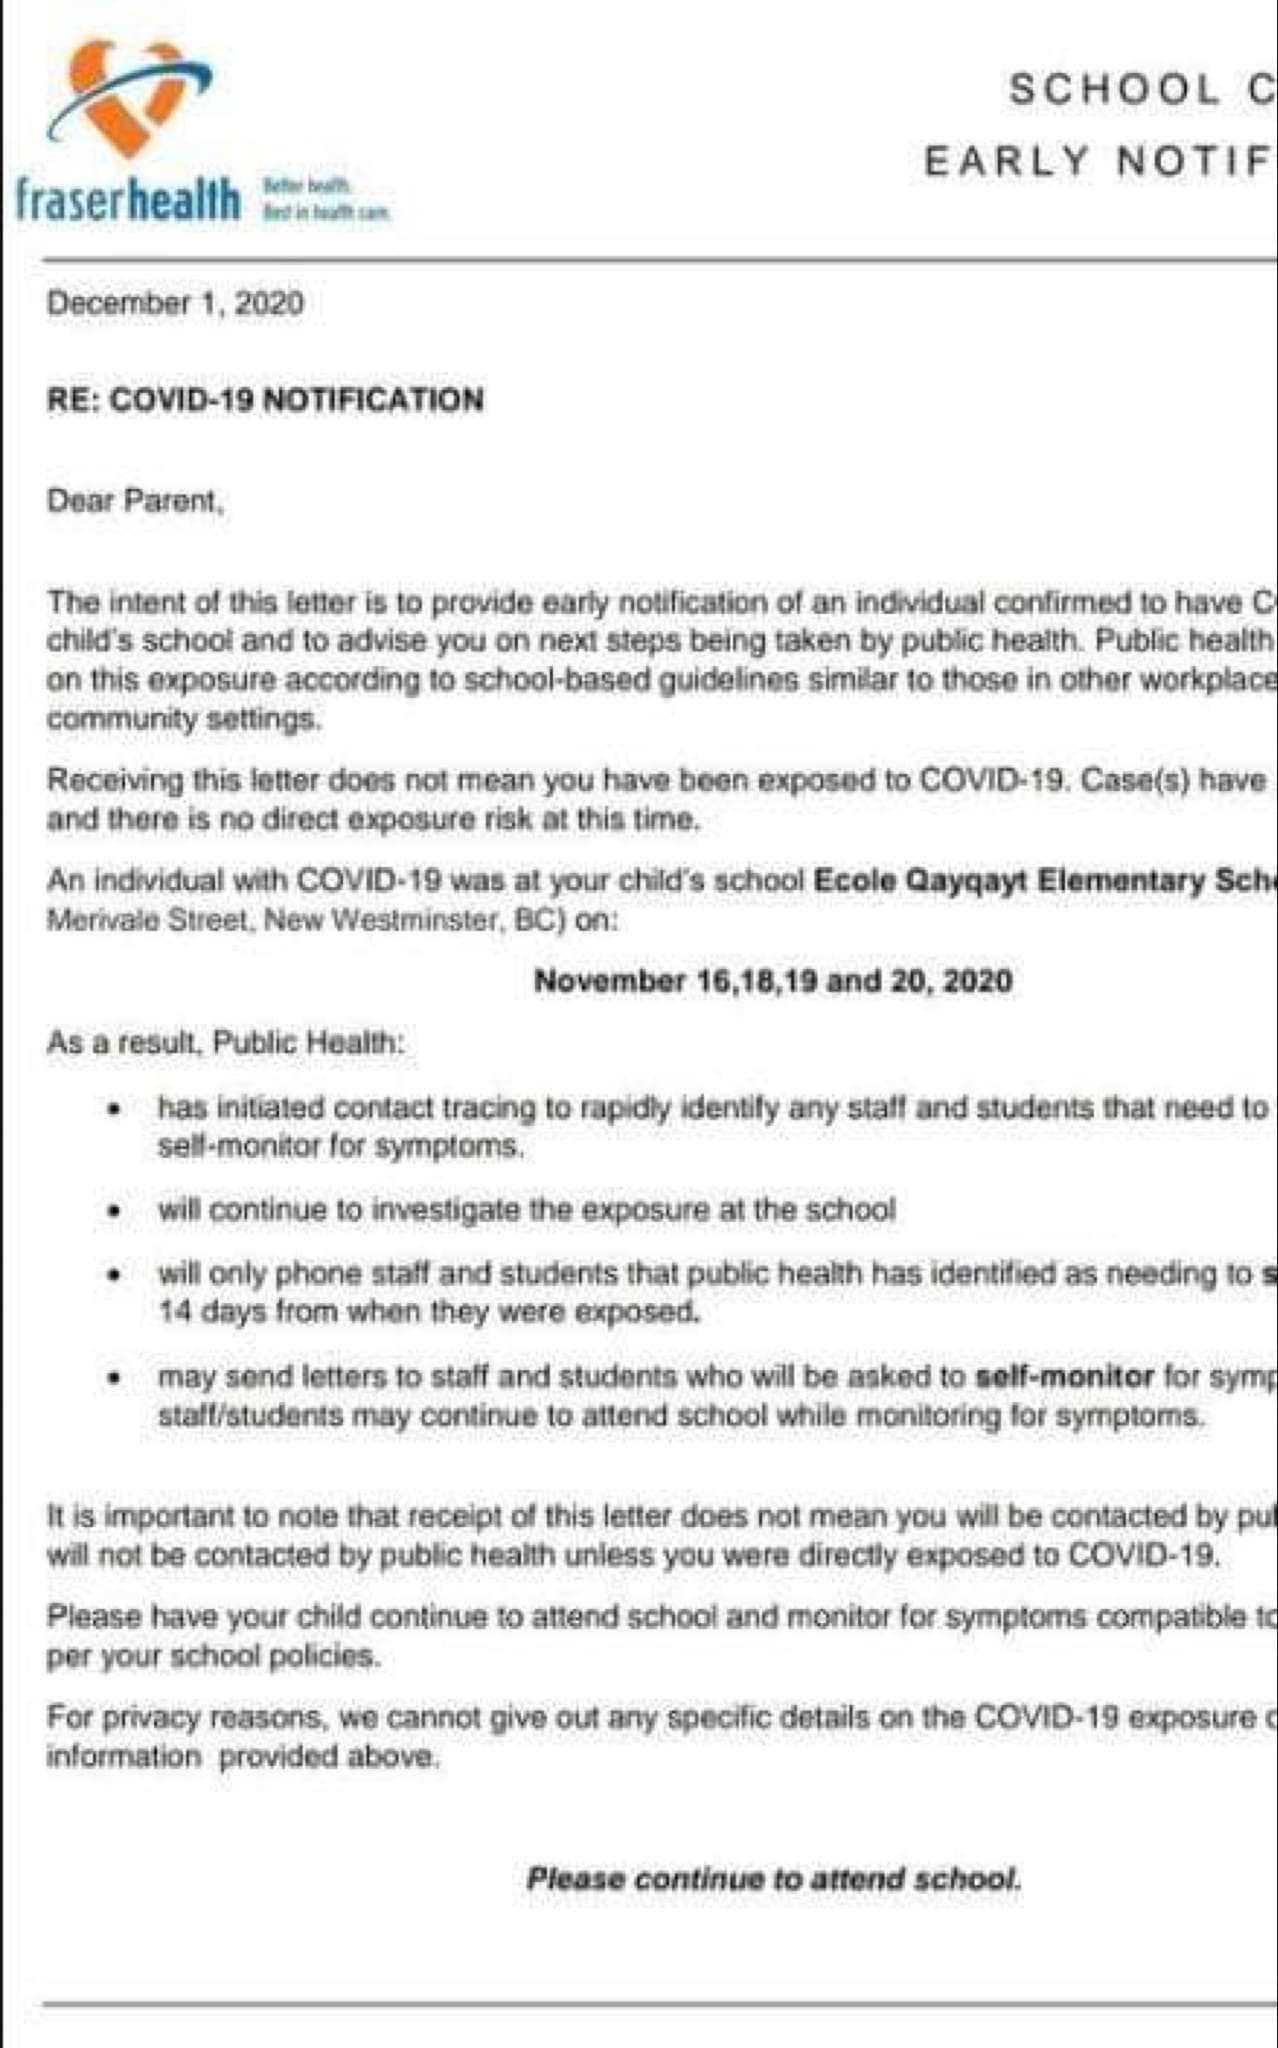 SCHOOL C
EARLY NOTIF
fraserhealth
Better health.
Best in health care.
December 1, 2020
RE: COVID-19 NOTIFICATION
Dear Parent,
The intent of this letter is to provide early notification of an individual confirmed to have C
child's school and to advise you on next steps being taken by public health. Public health
on this exposure according to school-based guidelines similar to those in other workplace
community settings.
Receiving this letter does not mean you have been exposed to COVID-19. Case(s) have
and there is no direct exposure risk at this time.
An individual with COVID-19 was at your child's school Ecole Qayqayt Elementary Scho
Merivale Street, New Westminster, BC) on:
November 16,18,19 and 20, 2020
As a result, Public Health:
• has initiated contact tracing to rapidly identify any staff and students that need to
self-monitor for symptoms.
• will continue to investigate the exposure at the school
• will only phone staff and students that public health has identified as needing to s
14 days from when they were exposed.
• may send letters to staff and students who will be asked to self-monitor for symp
staff/students may continue to attend school while monitoring for symptoms.
It is important to note that receipt of this letter does not mean you will be contacted by pub
will not be contacted by public health unless you were directly exposed to COVID-19.
Please have your child continue to attend school and monitor for symptoms compatible to
per your school policies.
For privacy reasons, we cannot give out any specific details on the COVID-19 exposure o
information provided above.
Please continue to attend school.